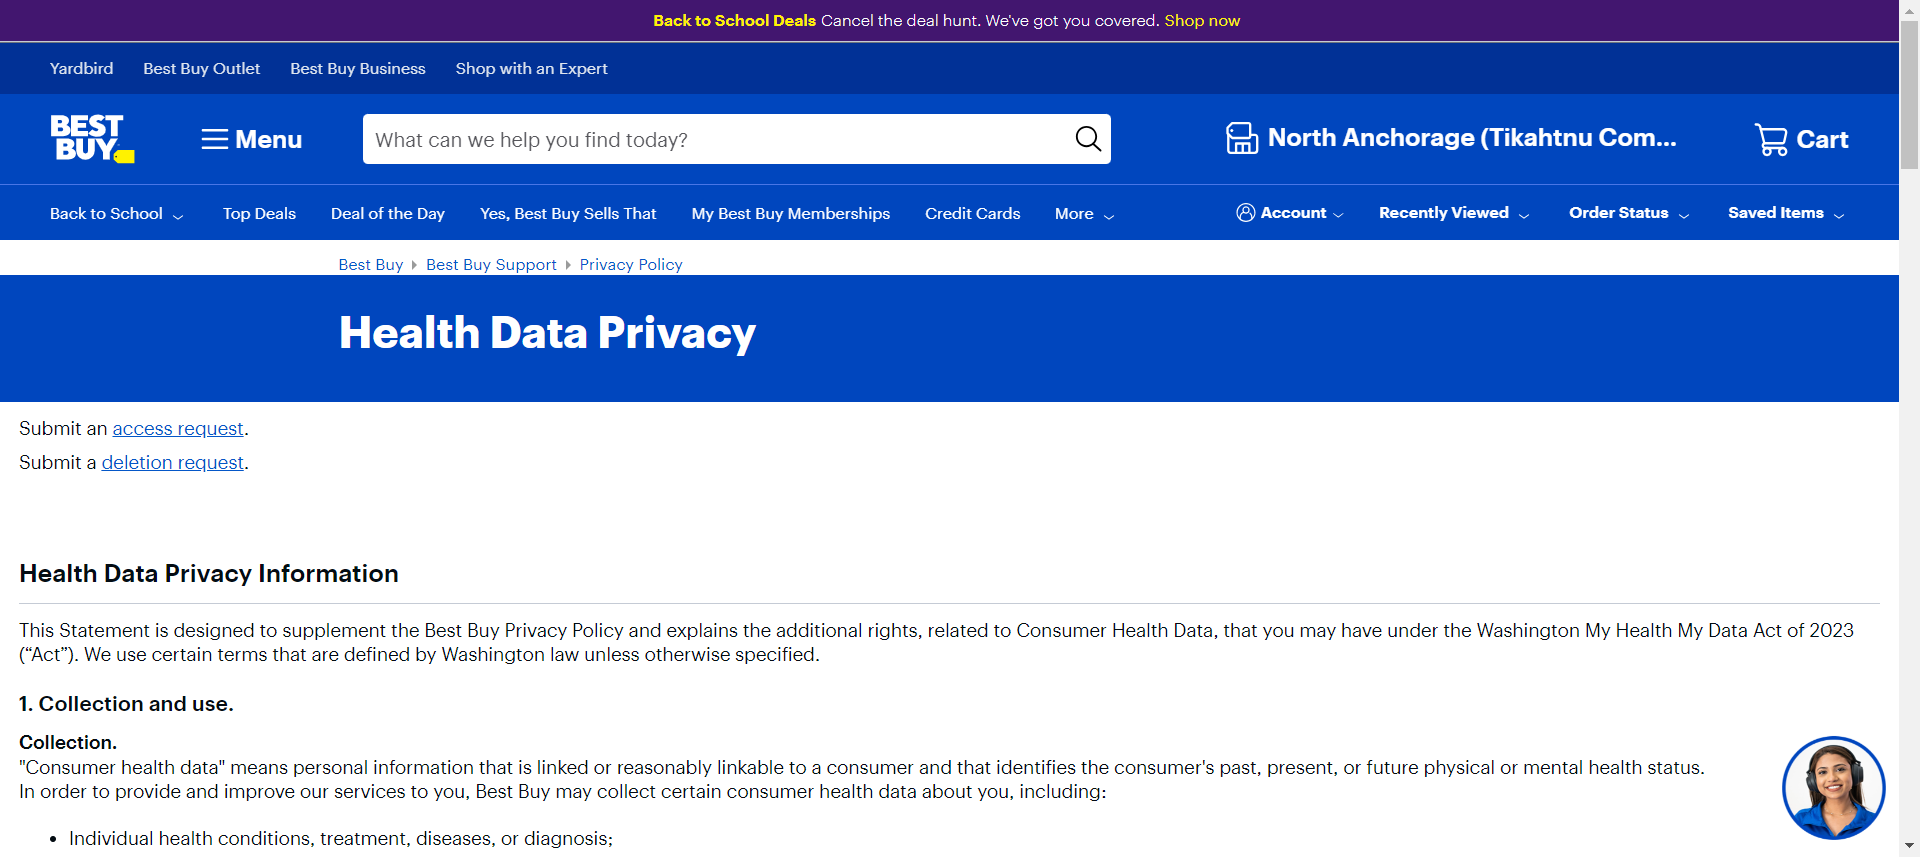 Back to School Deals Cancel the deal hunt. We've got you covered. Shop now
Yardbird Best Buy Outlet Best Buy Business Shop with an Expert
BEST BUY
Menu
What can we help you find today?
North Anchorage (Tikahtnu Com...
Cart
Back to School Top Deals Deal of the Day Yes, Best Buy Sells That My Best Buy Memberships Credit Cards More Account Recently Viewed Order Status Saved Items
Best Buy Best Buy Support Privacy Policy
Health Data Privacy
Submit an access request.
Submit a deletion request.
Health Data Privacy Information
This Statement is designed to supplement the Best Buy Privacy Policy and explains the additional rights, related to Consumer Health Data, that you may have under the Washington My Health My Data Act of 2023
(“Act”). We use certain terms that are defined by Washington law unless otherwise specified.
1. Collection and use.
Collection.
"Consumer health data" means personal information that is linked or reasonably linkable to a consumer and that identifies the consumer's past, present, or future physical or mental health status.
In order to provide and improve our services to you, Best Buy may collect certain consumer health data about you, including:
• Individual health conditions, treatment, diseases, or diagnosis;